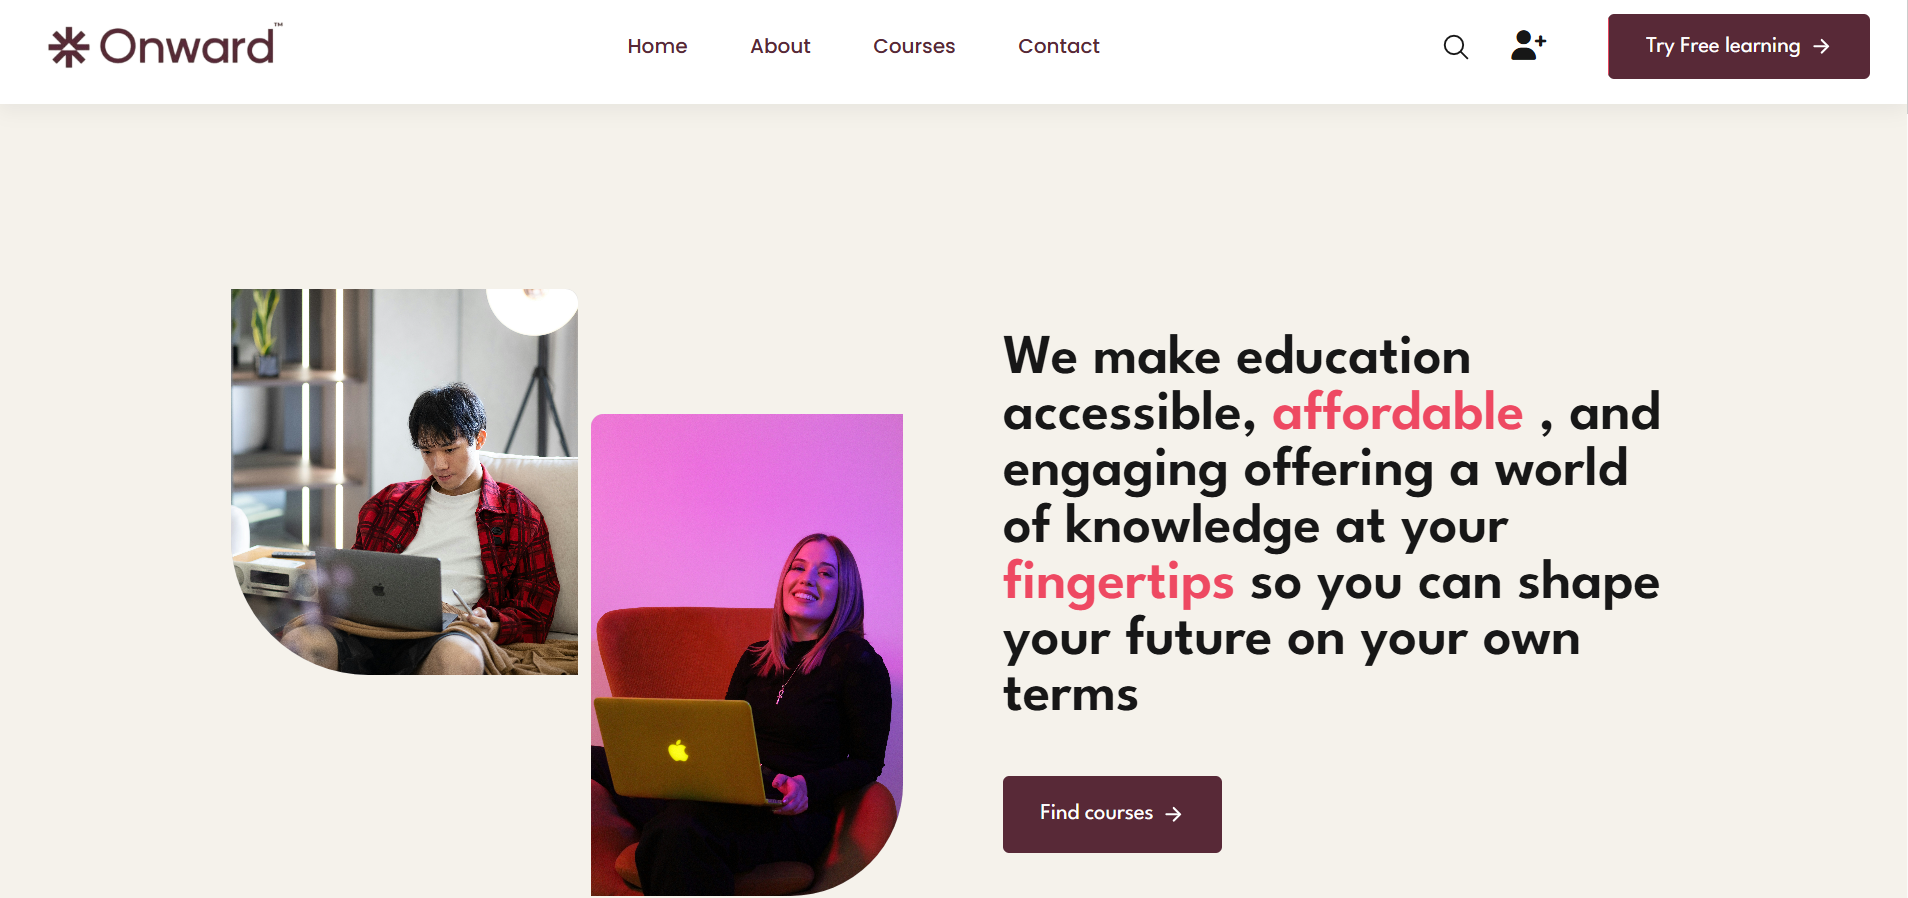 Onward™
Home
About
Courses
Contact
Try Free learning →
We make education
accessible, affordable , and
engaging offering a world
of knowledge at your
fingertips so you can shape
your future on your own
terms
Find courses →